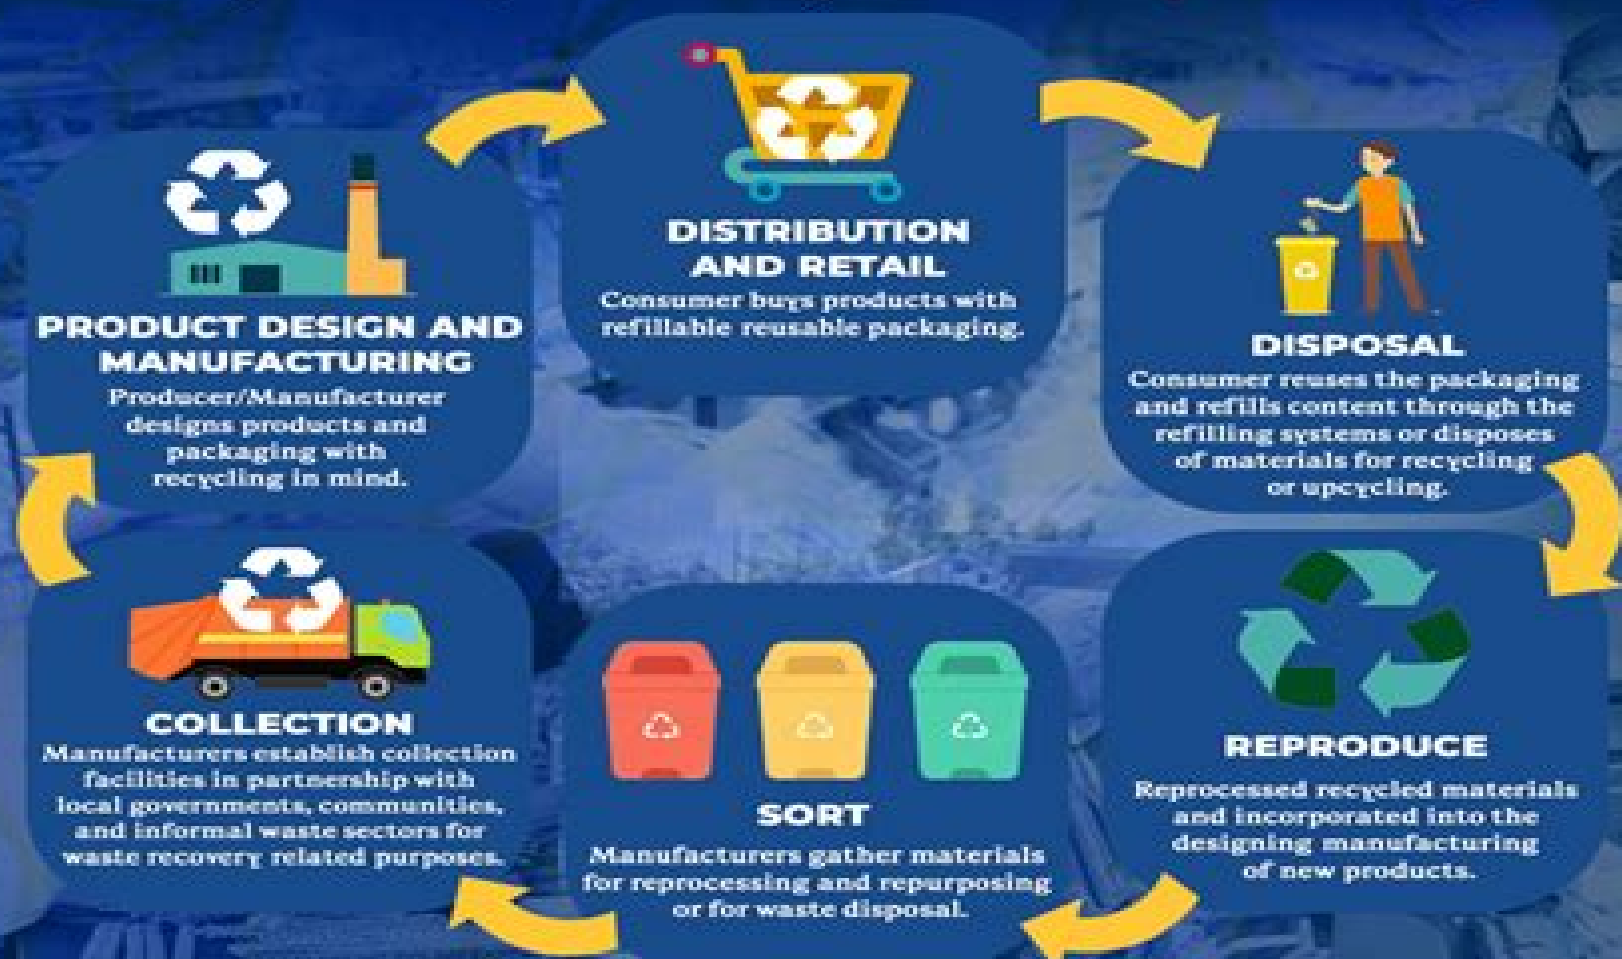 PRODUCT DESIGN AND
MANUFACTURING
Producer/Manufacturer
designs products and
packaging with
recycling in mind.
DISTRIBUTION
AND RETAIL
Consumer buys products with
refillable reusable packaging.
DISPOSAL
Consumer reuses the packaging
and refills content through the
refilling systems or disposes
of materials for recycling
or upcycling.
REPRODUCE
Reprocessed recycled materials
and incorporated into the
designing manufacturing
of new products.
SORT
Manufacturers gather materials
for reprocessing and repurposing
or for waste disposal.
COLLECTION
Manufacturers establish collection
facilities in partnership with
local governments, communities,
and informal waste sectors for
waste recovery related purposes.